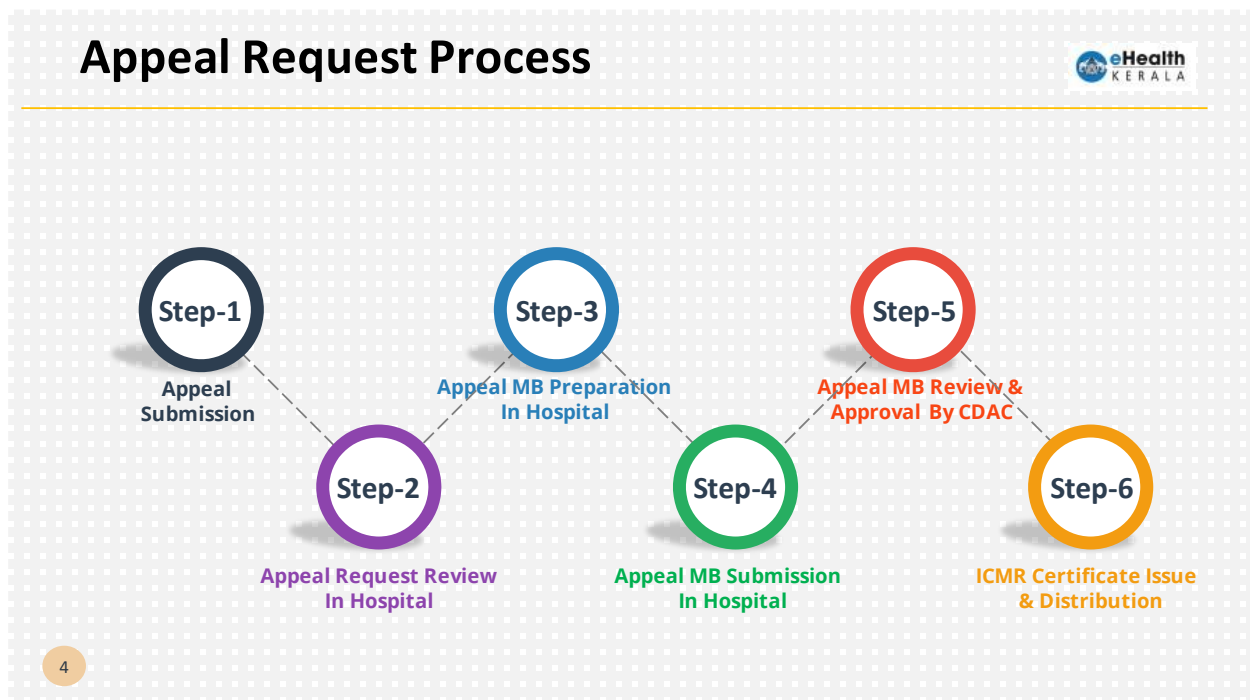 Appeal Request Process
eHealth
KERALA
Step-1
Appeal
Submission
Step-2
Appeal Request Review
In Hospital
Step-3
Appeal MB Preparation
In Hospital
Step-4
Appeal MB Submission
In Hospital
Step-5
Appeal MB Review &
Approval By CDAC
Step-6
ICMR Certificate Issue
& Distribution
4